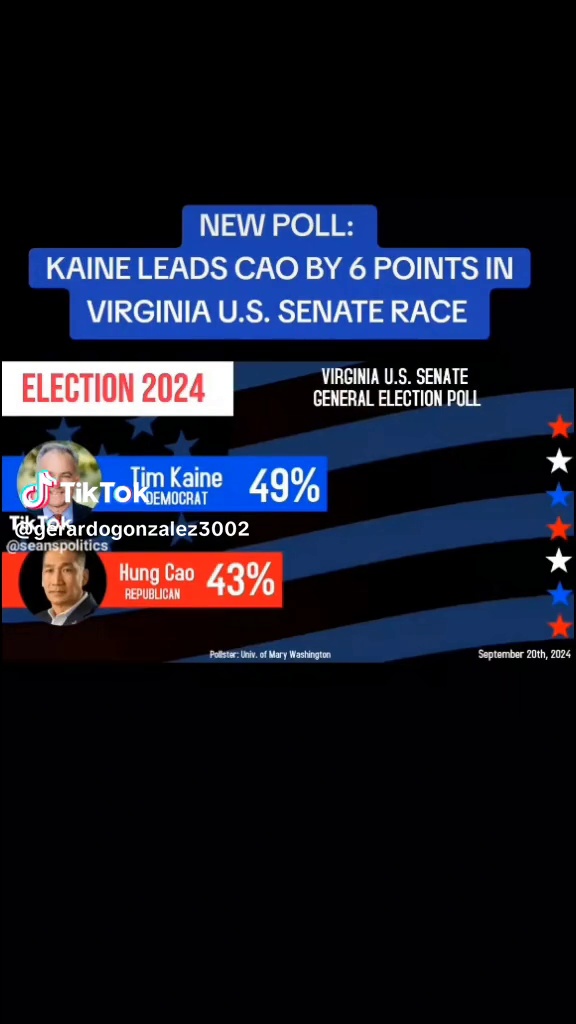 NEW POLL:
KAINE LEADS CAO BY 6 POINTS IN
VIRGINIA U.S. SENATE RACE
ELECTION 2024
VIRGINIA U.S. SENATE
GENERAL ELECTION POLL
Tim Kaine
DEMOCRAT
49%
TikTok
TikTok
@gerardogonzalez3002
@seanspolitics
Hung Cao
REPUBLICAN
43%
Pollster: Univ. of Mary Washington
September 20th, 2024